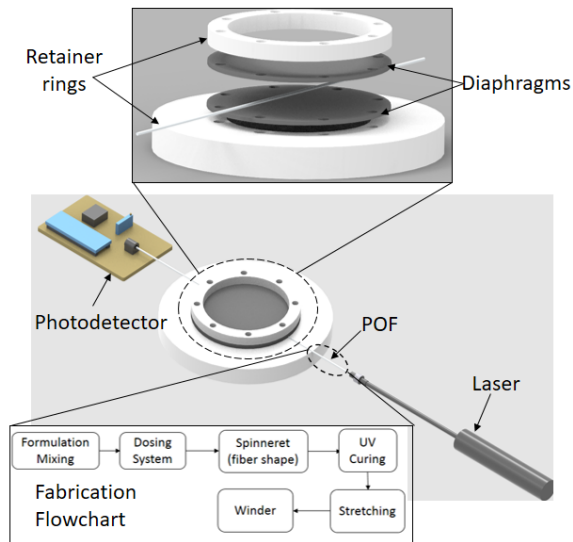 Retainer
rings
Diaphragms
Photodetector
POF
Laser
Formulation
Mixing
Dosing
System
Spinneret
(fiber shape)
UV
Curing
Fabrication
Flowchart
Winder
Stretching